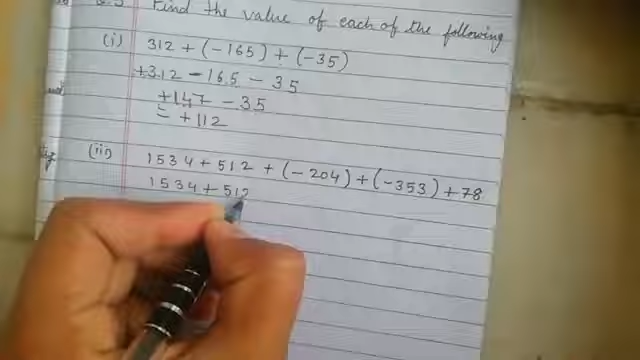 Find the value of each of the following
(i) 312 + (-165) + (-35)
+312 - 165 - 35
+147 - 35
= +112
(ii) 1534 + 512 + (-204) + (-353) + 78
1534 + 512